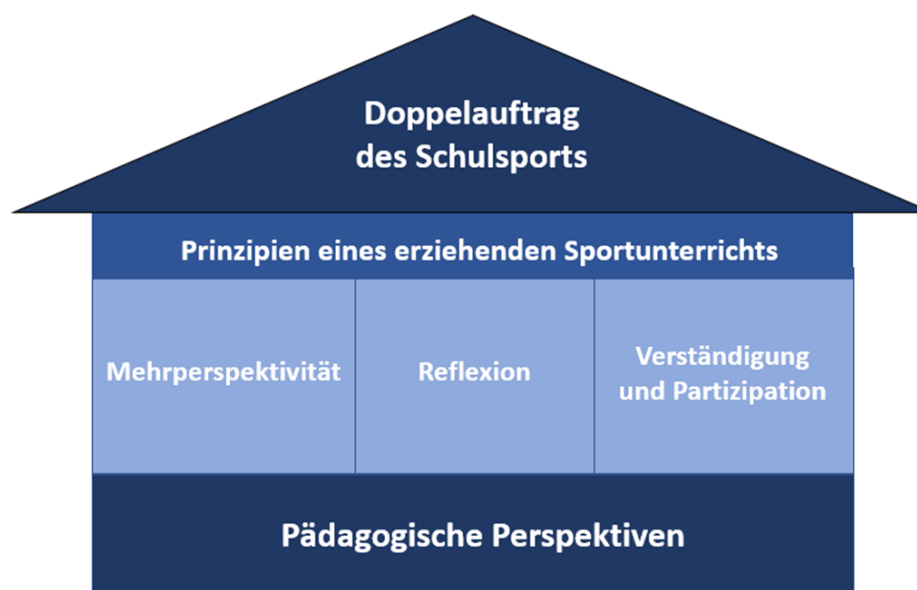 Doppelauftrag
des Schulsports
Prinzipien eines erziehenden Sportunterrichts
Mehrperspektivität
Reflexion
Verständigung
und Partizipation
Pädagogische Perspektiven